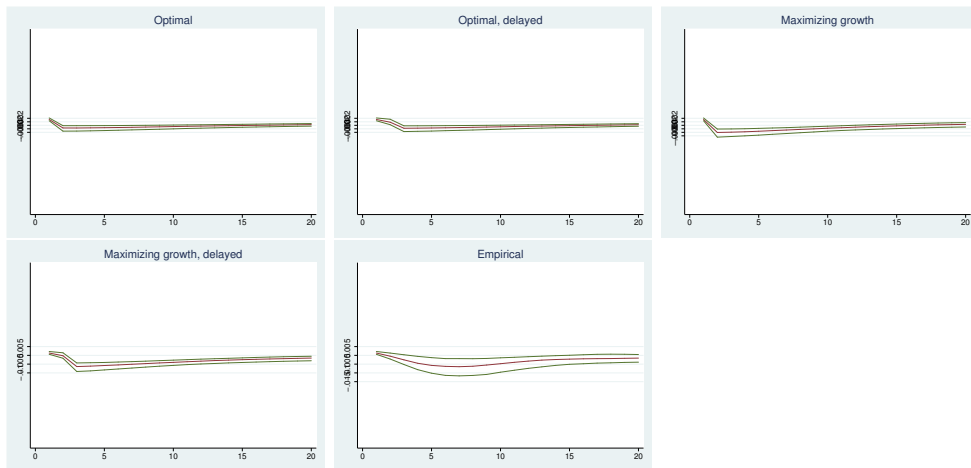 Optimal
Optimal, delayed
Maximizing growth
0 5 10 15 20
0 5 10 15 20
0 5 10 15 20
Maximizing growth, delayed
Empirical
0 5 10 15 20
0 5 10 15 20